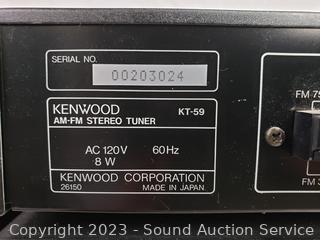 SERIAL NO.
00203024
KENWOOD KT-59
AM-FM STEREO TUNER
AC 120V 60Hz
8 W
KENWOOD CORPORATION
26150 MADE IN JAPAN.
FM 75
FM 3
Copyright 2023 - Sound Auction Service